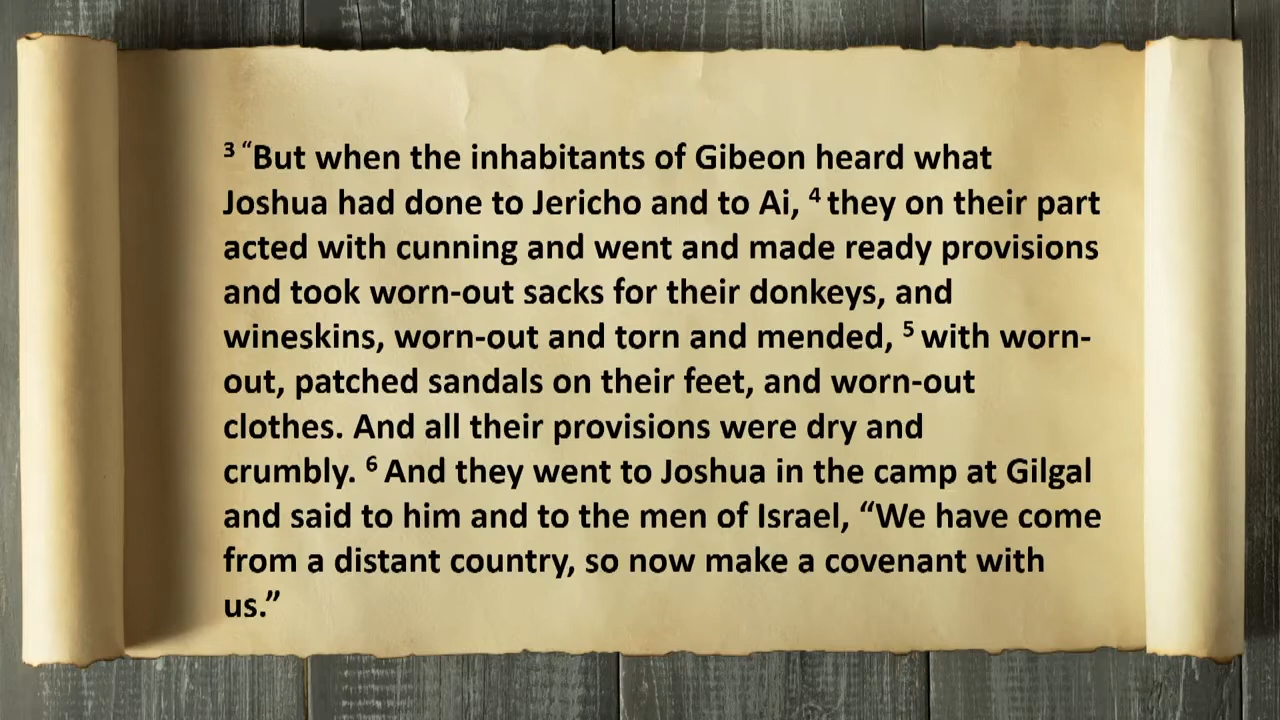 ³ “But when the inhabitants of Gibeon heard what
Joshua had done to Jericho and to Ai, ⁴ they on their part
acted with cunning and went and made ready provisions
and took worn-out sacks for their donkeys, and
wineskins, worn-out and torn and mended, ⁵ with worn-
out, patched sandals on their feet, and worn-out
clothes. And all their provisions were dry and
crumbly. ⁶ And they went to Joshua in the camp at Gilgal
and said to him and to the men of Israel, “We have come
from a distant country, so now make a covenant with
us.”